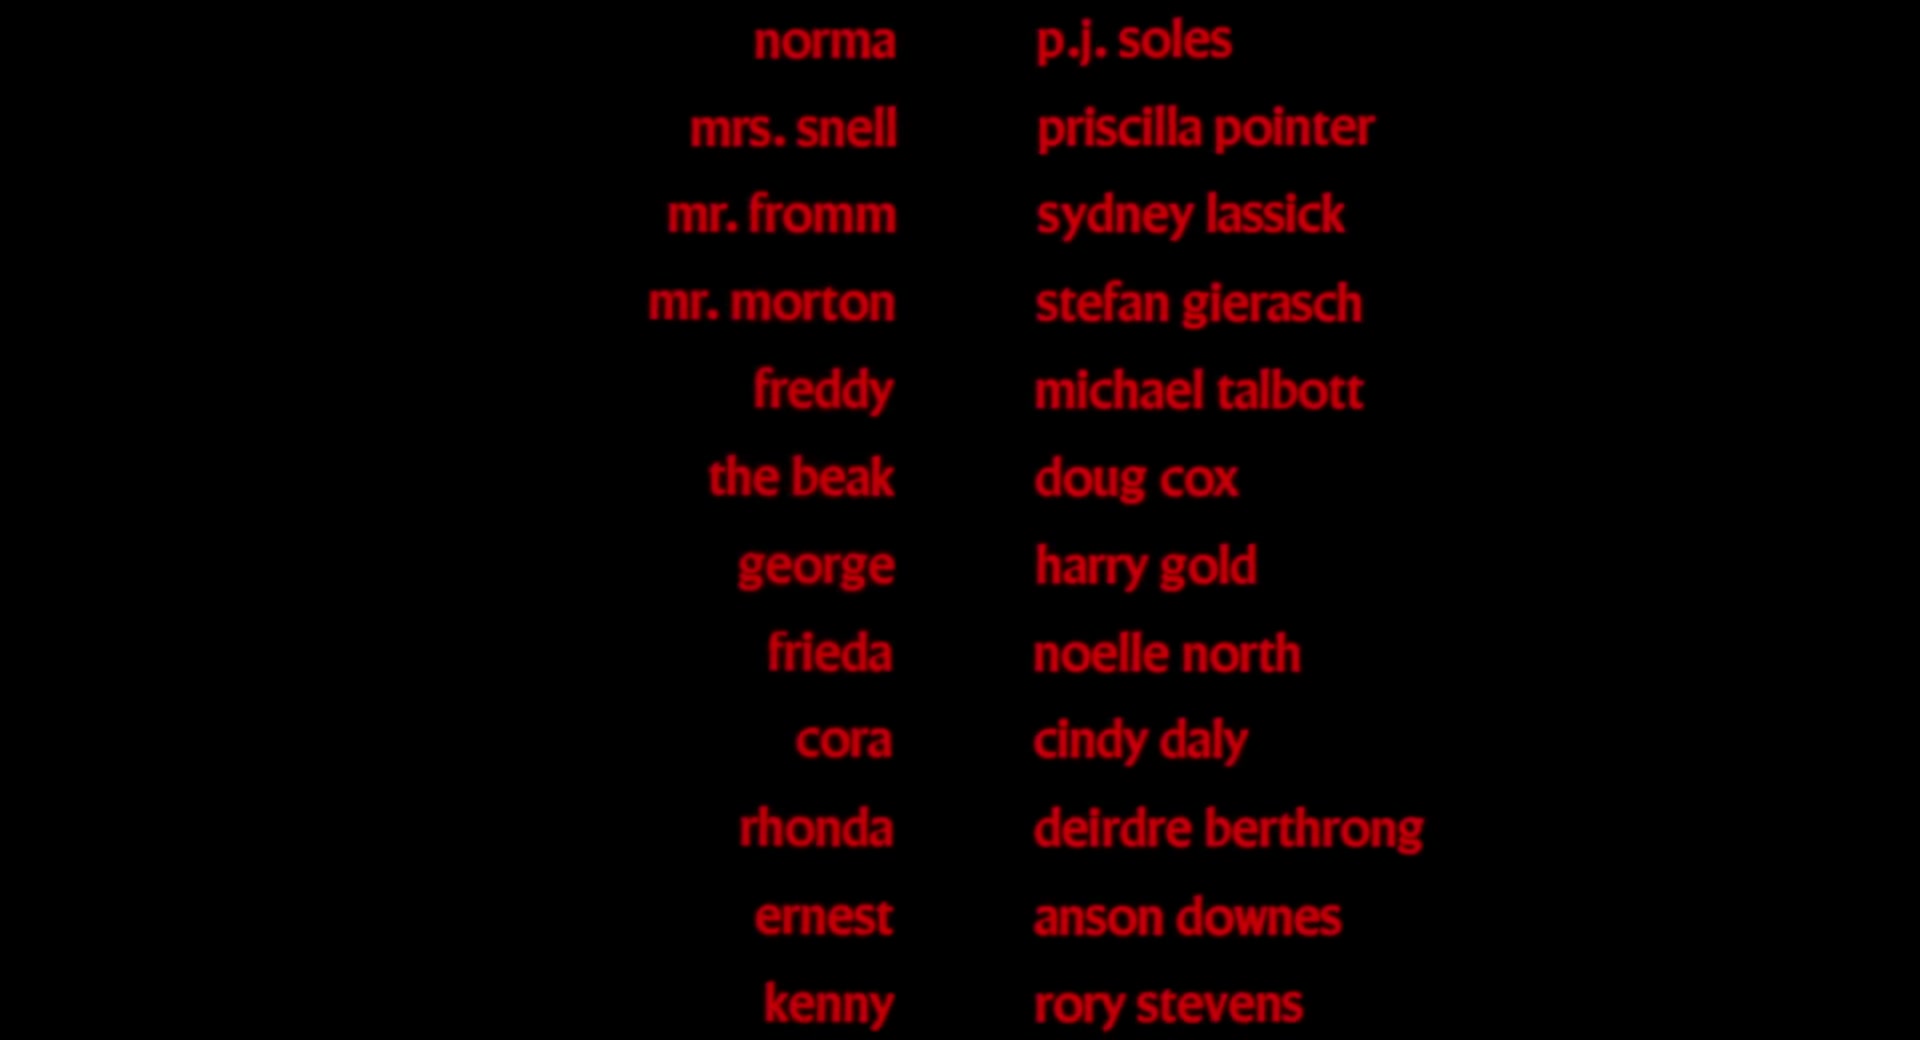 norma p.j. soles
mrs. snell priscilla pointer
mr. fromm sydney lassick
mr. morton stefan gierasch
freddy michael talbott
the beak doug cox
george harry gold
frieda noelle north
cora cindy daly
rhonda deirdre berthrong
ernest anson downes
kenny rory stevens